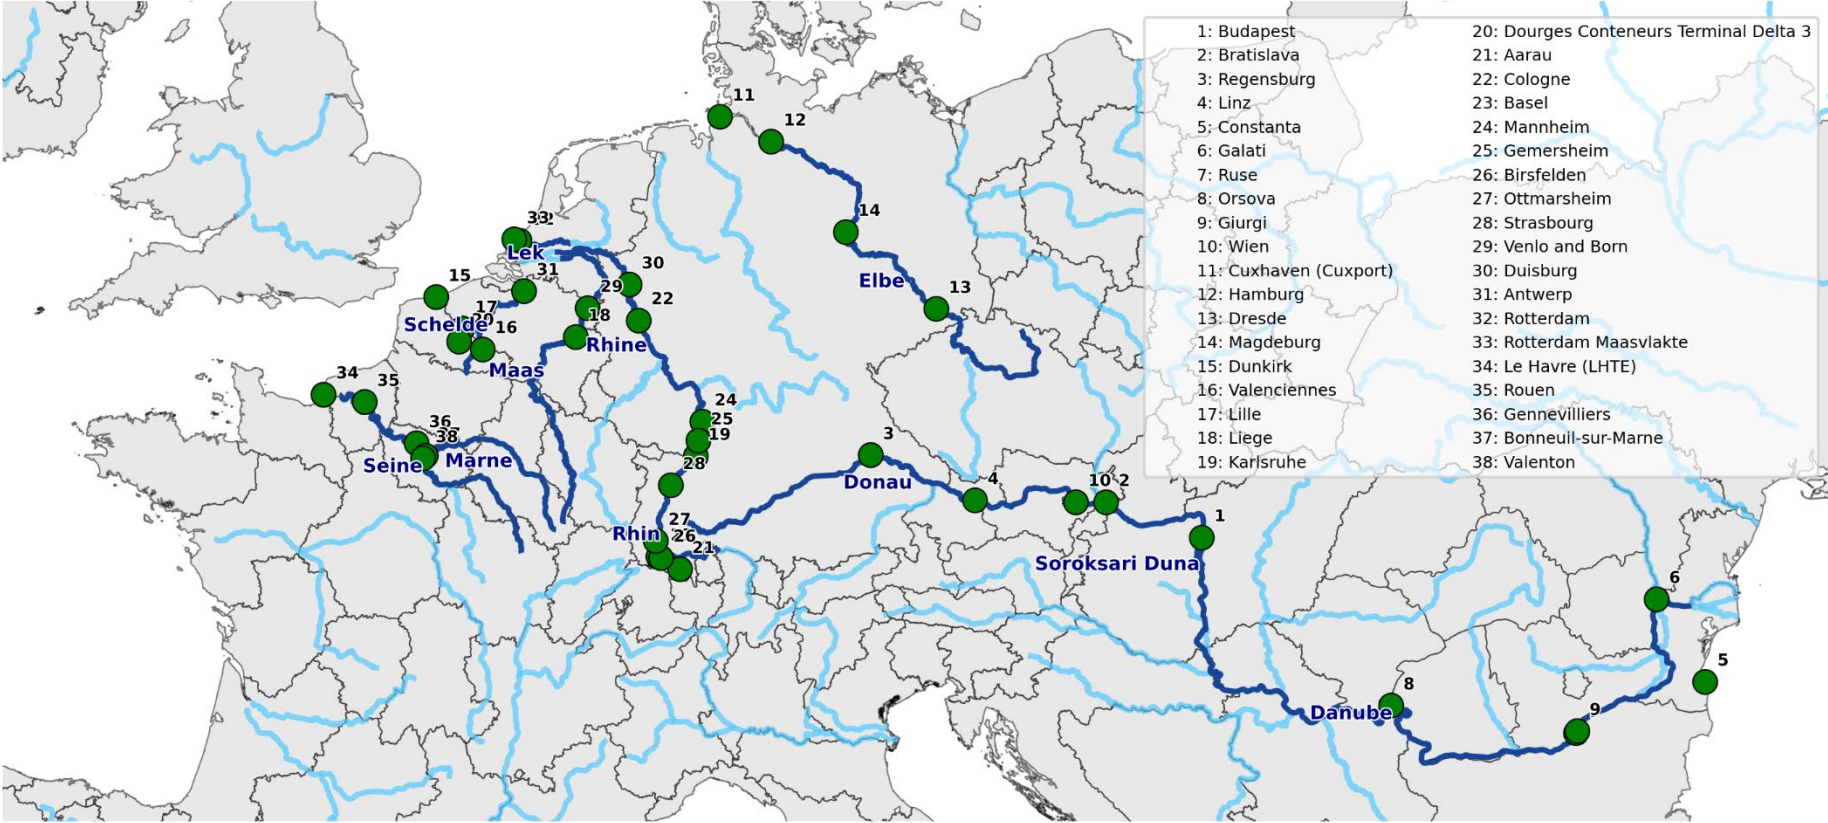 1: Budapest
2: Bratislava
3: Regensburg
4: Linz
5: Constanta
6: Galati
7: Ruse
8: Orsova
9: Giurgi
10: Wien
11: Cuxhaven (Cuxport)
12: Hamburg
13: Dresde
14: Magdeburg
15: Dunkirk
16: Valenciennes
17: Lille
18: Liege
19: Karlsruhe
20: Dourges Conteneurs Terminal Delta 3
21: Aarau
22: Cologne
23: Basel
24: Mannheim
25: Gemersheim
26: Birsfelden
27: Ottmarsheim
28: Strasbourg
29: Venlo and Born
30: Duisburg
31: Antwerp
32: Rotterdam
33: Rotterdam Maasvlakte
34: Le Havre (LHTE)
35: Rouen
36: Gennevilliers
37: Bonneuil-sur-Marne
38: Valenton
11
12
14
33
Lek
31
15
30
29
Elbe
13
17
22
Schelde
16
18
Rhine
Maas
34
35
24
36
25
38
19
3
Seine
Marne
28
Donau
4
10
2
27
1
Rhin
26
21
Soroksari Duna
6
5
8
Danube
9